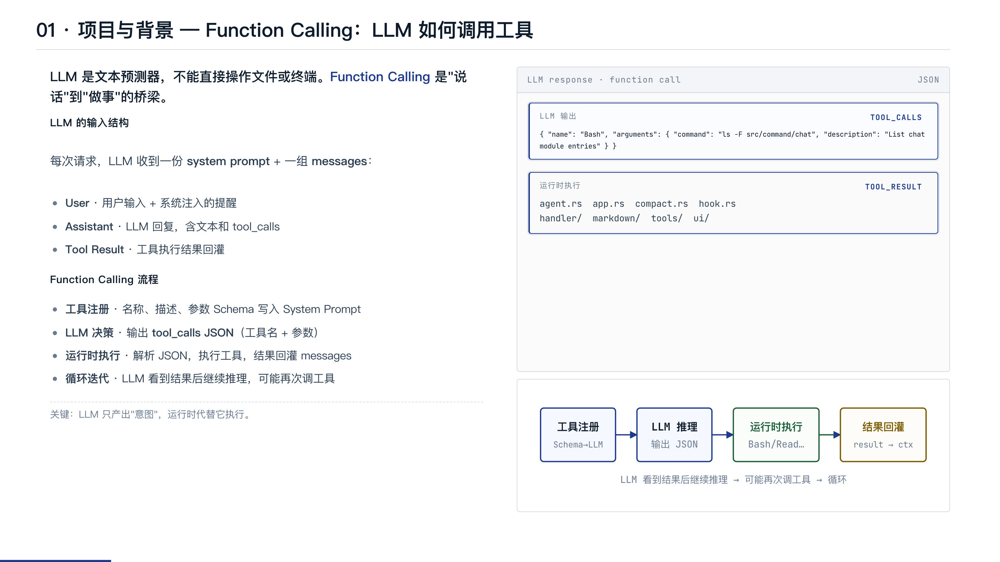 01 · 项目与背景 — Function Calling：LLM 如何调用工具
LLM 是文本预测器，不能直接操作文件或终端。Function Calling 是"说
话"到"做事"的桥梁。
LLM 的输入结构
每次请求，LLM 收到一份 system prompt + 一组 messages：
User · 用户输入 + 系统注入的提醒
Assistant · LLM 回复，含文本和 tool_calls
Tool Result · 工具执行结果回灌
Function Calling 流程
工具注册 · 名称、描述、参数 Schema 写入 System Prompt
LLM 决策 · 输出 tool_calls JSON（工具名 + 参数）
运行时执行 · 解析 JSON，执行工具，结果回灌 messages
循环迭代 · LLM 看到结果后继续推理，可能再次调工具
关键：LLM 只产出"意图"，运行时代替它执行。
LLM response · function call
JSON
LLM 输出
TOOL_CALLS
{ "name": "Bash", "arguments": { "command": "ls -F src/command/chat", "description": "List chat
module entries" } }
运行时执行
TOOL_RESULT
agent.rs  app.rs  compact.rs  hook.rs
handler/  markdown/  tools/  ui/
工具注册
Schema→LLM
LLM 推理
输出 JSON
运行时执行
Bash/Read…
结果回灌
result → ctx
LLM 看到结果后继续推理 → 可能再次调工具 → 循环